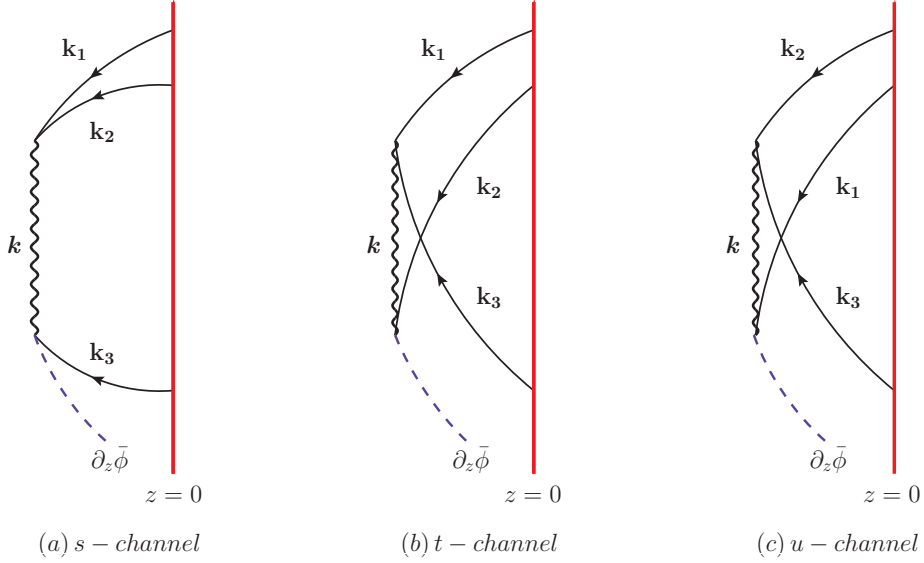 k₁
k₂
k
k₃
∂_z ϕ̄
z = 0
(a) s − channel
k₁
k₂
k
k₃
∂_z ϕ̄
z = 0
(b) t − channel
k₂
k₁
k
k₃
∂_z ϕ̄
z = 0
(c) u − channel